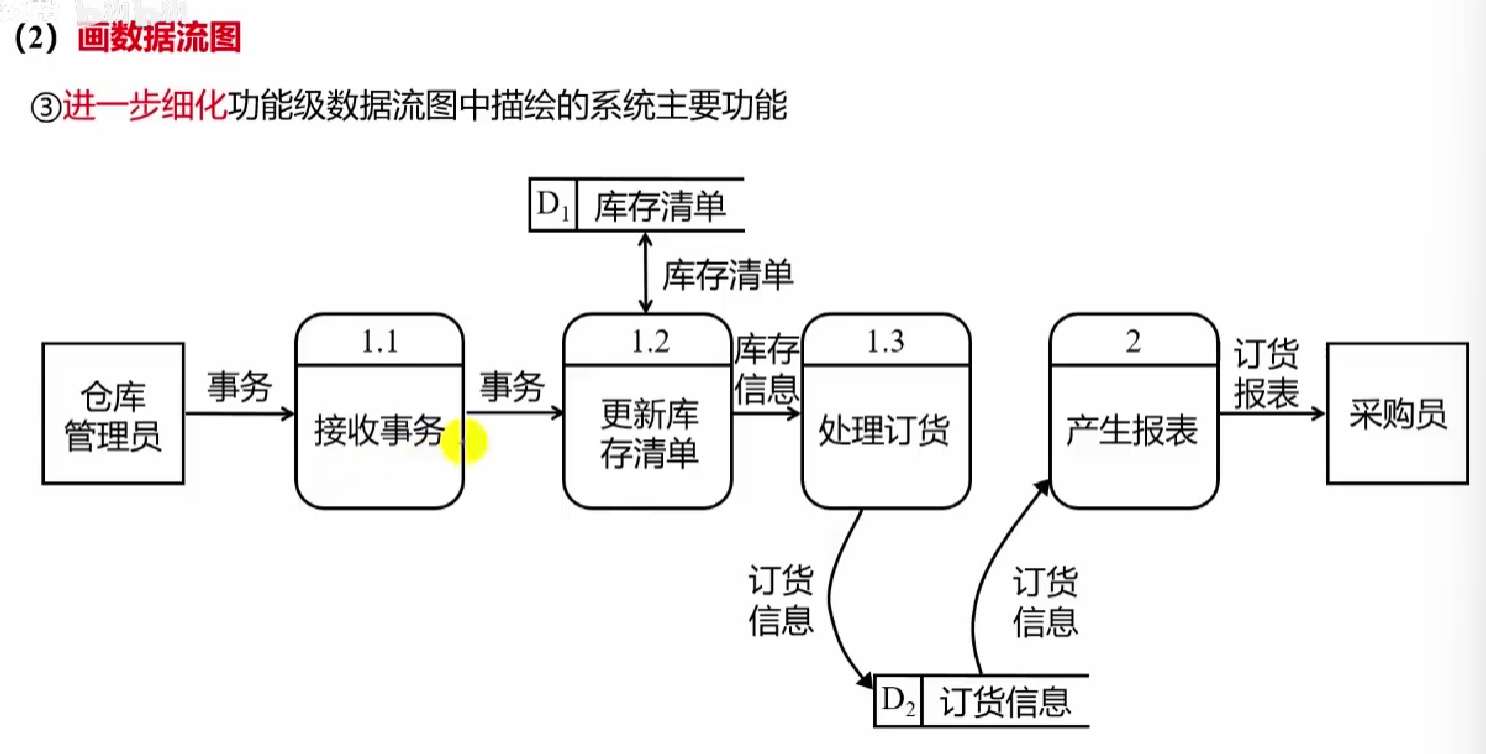 (2) 画数据流图
③进一步细化功能级数据流图中描绘的系统主要功能
D₁ 库存清单
库存清单
仓库
管理员
事务
1.1
接收事务
事务
1.2
更新库
存清单
库存
信息
1.3
处理订货
2
产生报表
订货
报表
采购员
订货
信息
订货
信息
D₂ 订货信息